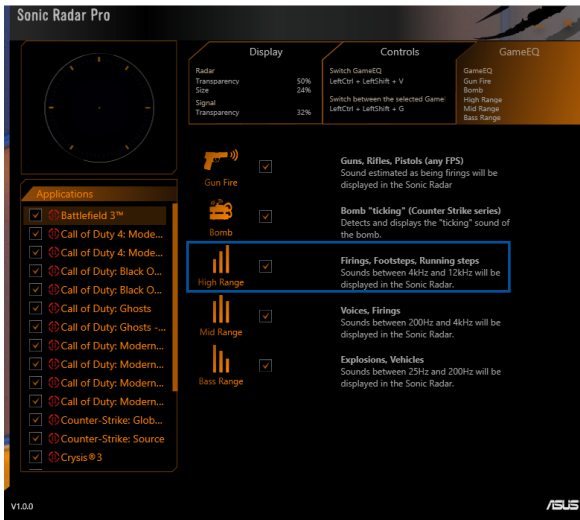 Sonic Radar Pro
Display
Radar
Transparency 50%
Size 24%
Signal
Transparency 32%
Controls
Switch GameEQ
LeftCtrl + LeftShift + V
Switch between the selected Game
LeftCtrl + LeftShift + G
GameEQ
GameEQ
Gun Fire
Bomb
High Range
Mid Range
Bass Range
Applications
Battlefield 3™
Call of Duty 4: Mode...
Call of Duty 4: Mode...
Call of Duty: Black O...
Call of Duty: Black O...
Call of Duty: Ghosts
Call of Duty: Ghosts -...
Call of Duty: Modern...
Call of Duty: Modern...
Call of Duty: Modern...
Call of Duty: Modern...
Counter-Strike: Glob...
Counter-Strike: Source
Crysis®3
Gun Fire
Guns, Rifles, Pistols (any FPS)
Sound estimated as being firings will be
displayed in the Sonic Radar
Bomb
Bomb "ticking" (Counter Strike series)
Detects and displays the "ticking" sound of
the bomb.
High Range
Firings, Footsteps, Running steps
Sounds between 4kHz and 12kHz will be
displayed in the Sonic Radar.
Mid Range
Voices, Firings
Sounds between 200Hz and 4kHz will be
displayed in the Sonic Radar.
Bass Range
Explosions, Vehicles
Sounds between 25Hz and 200Hz will be
displayed in the Sonic Radar.
V1.0.0
ASUS